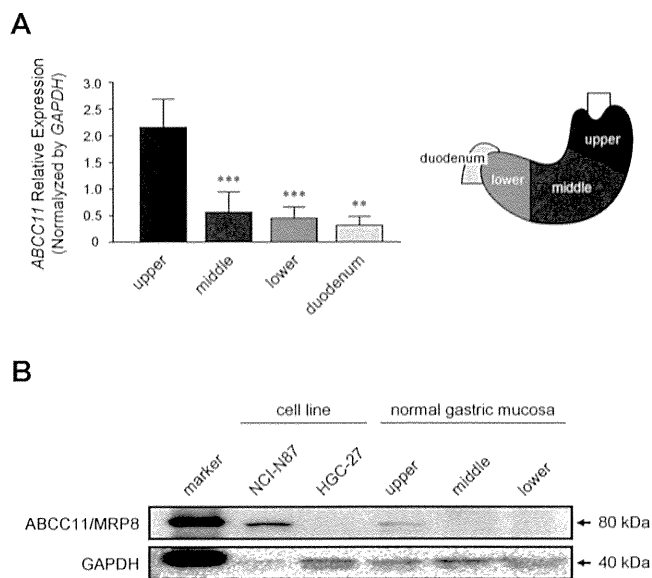 A
ABCC11 Relative Expression
(Normalyzed by GAPDH)
3.0
2.5
2.0
1.5
1.0
0.5
0
***
***
**
upper
middle
lower
duodenum
upper
duodenum
lower
middle
B
cell line
normal gastric mucosa
marker
NCI-N87
HGC-27
upper
middle
lower
ABCC11/MRP8
← 80 kDa
GAPDH
← 40 kDa